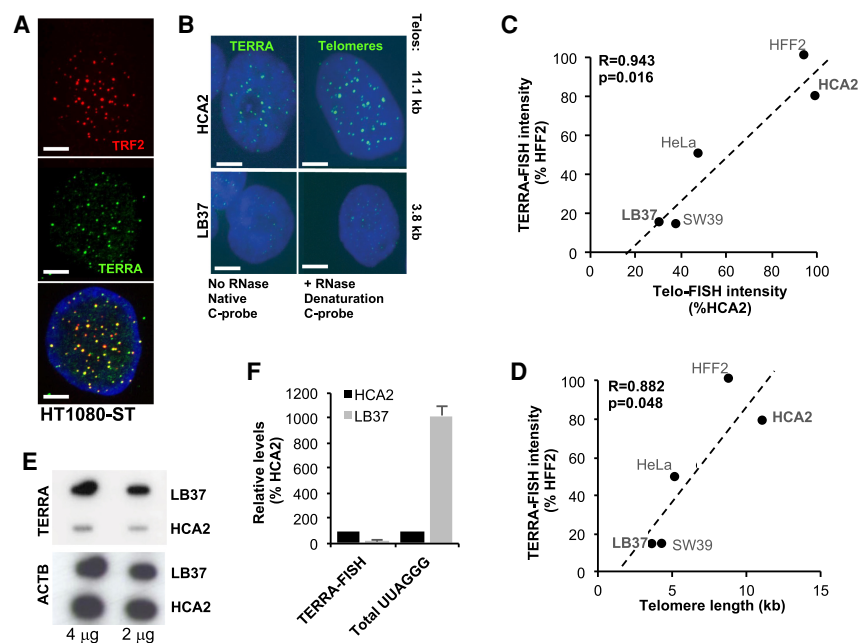 A
TRF2
TERRA
HT1080-ST
B
TERRA
Telomeres
Telos:
HCA2
11.1 kb
LB37
3.8 kb
No RNase
Native
C-probe
+ RNase
Denaturation
C-probe
C
R=0.943
p=0.016
HFF2
HCA2
HeLa
LB37
SW39
TERRA-FISH intensity
(% HFF2)
100
80
60
40
20
0
0
20
40
60
80
100
Telo-FISH intensity
(%HCA2)
D
R=0.882
p=0.048
HFF2
HCA2
HeLa
LB37
SW39
TERRA-FISH intensity
(% HFF2)
100
80
60
40
20
0
0
5
10
15
Telomere length (kb)
E
TERRA
LB37
HCA2
ACTB
LB37
HCA2
4 µg
2 µg
F
HCA2
LB37
Relative levels
(% HCA2)
1200
1000
800
600
400
200
0
TERRA-FISH
Total UUAGGG